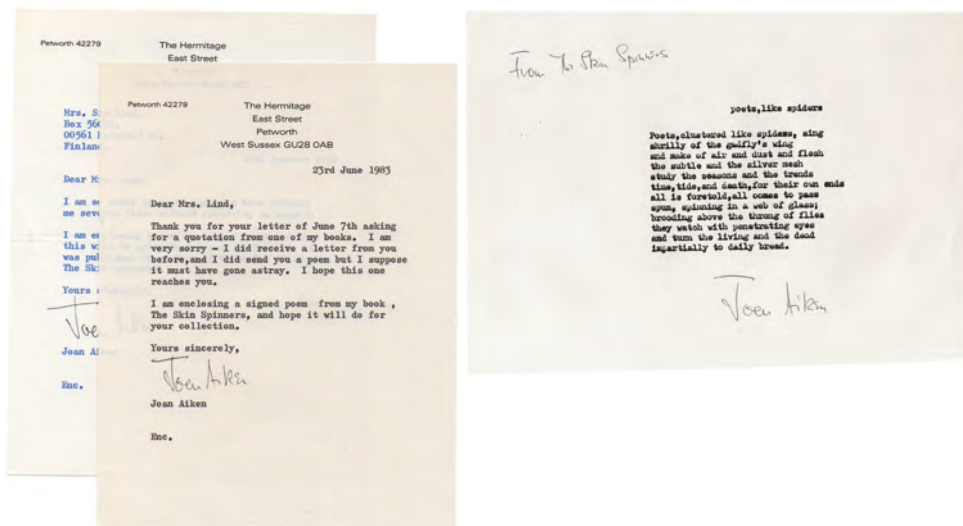 Petworth 42279
The Hermitage
East Street
Mrs.
Box
00561
Dear
I am
me
I am
this
was
The
Yours
Joan
Enc.
Petworth 42279
The Hermitage
East Street
Petworth
West Sussex GU28 0AB
23rd June 1983
Dear Mrs. Lind,
Thank you for your letter of June 7th asking
for a quotation from one of my books. I am
very sorry - I did receive a letter from you
before,and I did send you a poem but I suppose
it must have gone astray. I hope this one
reaches you.
I am enclosing a signed poem from my book ,
The Skin Spinners, and hope it will do for
your collection.
Yours sincerely,
Joan Aiken
Joan Aiken
Enc.
From The Skin Spinners
poets,like spiders
Poets,clustered like spiders, sing
shrilly of the gadfly's wing
and make of air and dust and flesh
the subtle and the silver mesh
study the seasons and the trends
time,tide,and death,for their own ends
all is foretold,all comes to pass
spun, spinning in a web of glass;
brooding above the throng of flies
they watch with penetrating eyes
and turn the living and the dead
impartially to daily bread.
Joan Aiken